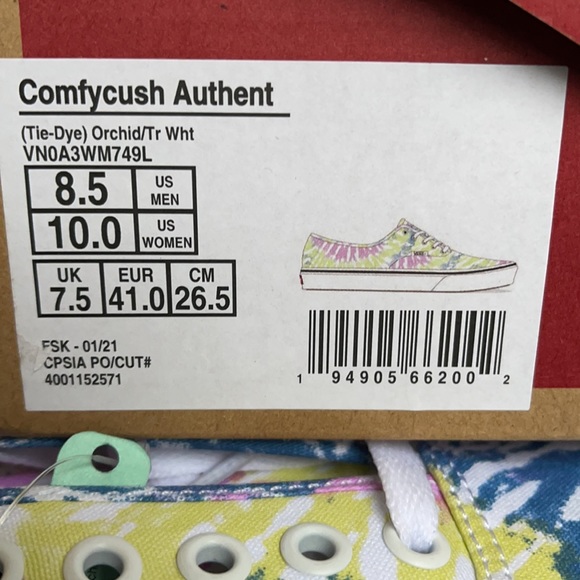 Comfycush Authent
(Tie-Dye) Orchid/Tr Wht
VN0A3WM749L
8.5 US MEN
10.0 US WOMEN
UK EUR CM
7.5 41.0 26.5
FSK - 01/21
CPSIA PO/CUT#
4001152571
1 94905 66200 2